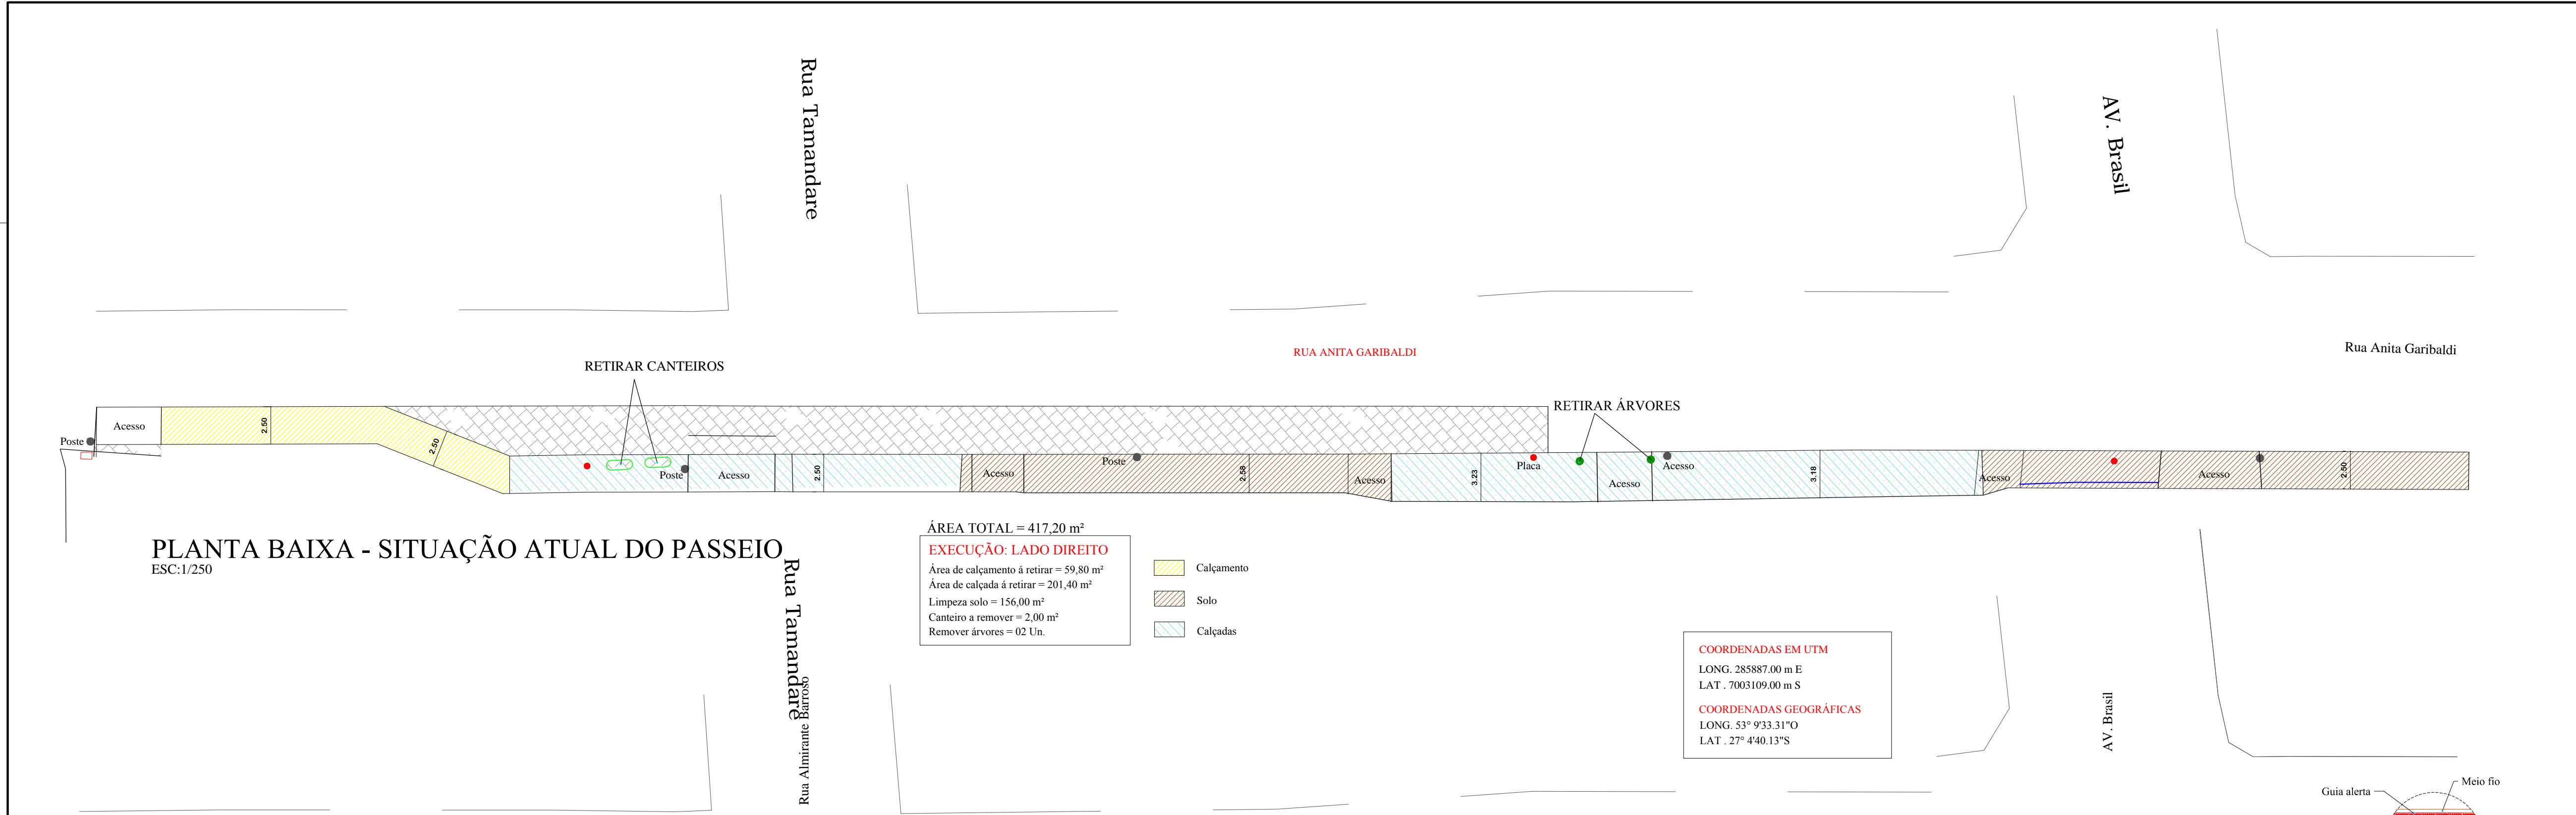 Rua Tamandare
AV. Brasil
RUA ANITA GARIBALDI
Rua Anita Garibaldi
RETIRAR CANTEIROS
RETIRAR ÁRVORES
Acesso
2.50
2.50
Poste
Poste
Acesso
2.50
Acesso
Poste
2.58
Acesso
3.23
Placa
Acesso
Acesso
3.18
Acesso
Acesso
2.50
PLANTA BAIXA - SITUAÇÃO ATUAL DO PASSEIO
ESC:1/250
Rua Tamandare
Rua Almirante Barroso
ÁREA TOTAL = 417,20 m²
EXECUÇÃO: LADO DIREITO
Área de calçamento á retirar = 59,80 m²
Área de calçada á retirar = 201,40 m²
Limpeza solo = 156,00 m²
Canteiro a remover = 2,00 m²
Remover árvores = 02 Un.
Calçamento
Solo
Calçadas
COORDENADAS EM UTM
LONG. 285887.00 m E
LAT . 7003109.00 m S
COORDENADAS GEOGRÁFICAS
LONG. 53° 9'33.31"O
LAT . 27° 4'40.13"S
AV. Brasil
Guia alerta
Meio fio